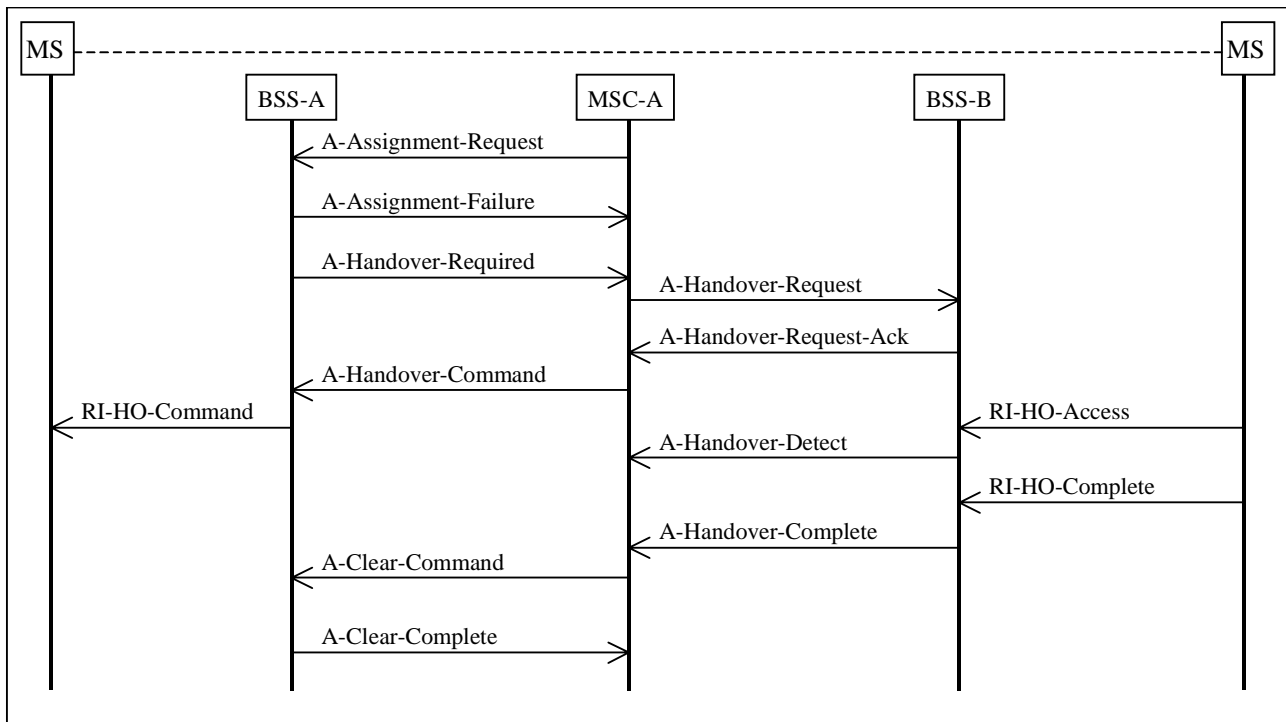 MS
MS
BSS-A
MSC-A
BSS-B
A-Assignment-Request
A-Assignment-Failure
A-Handover-Required
A-Handover-Request
A-Handover-Request-Ack
A-Handover-Command
RI-HO-Command
RI-HO-Access
A-Handover-Detect
RI-HO-Complete
A-Handover-Complete
A-Clear-Command
A-Clear-Complete